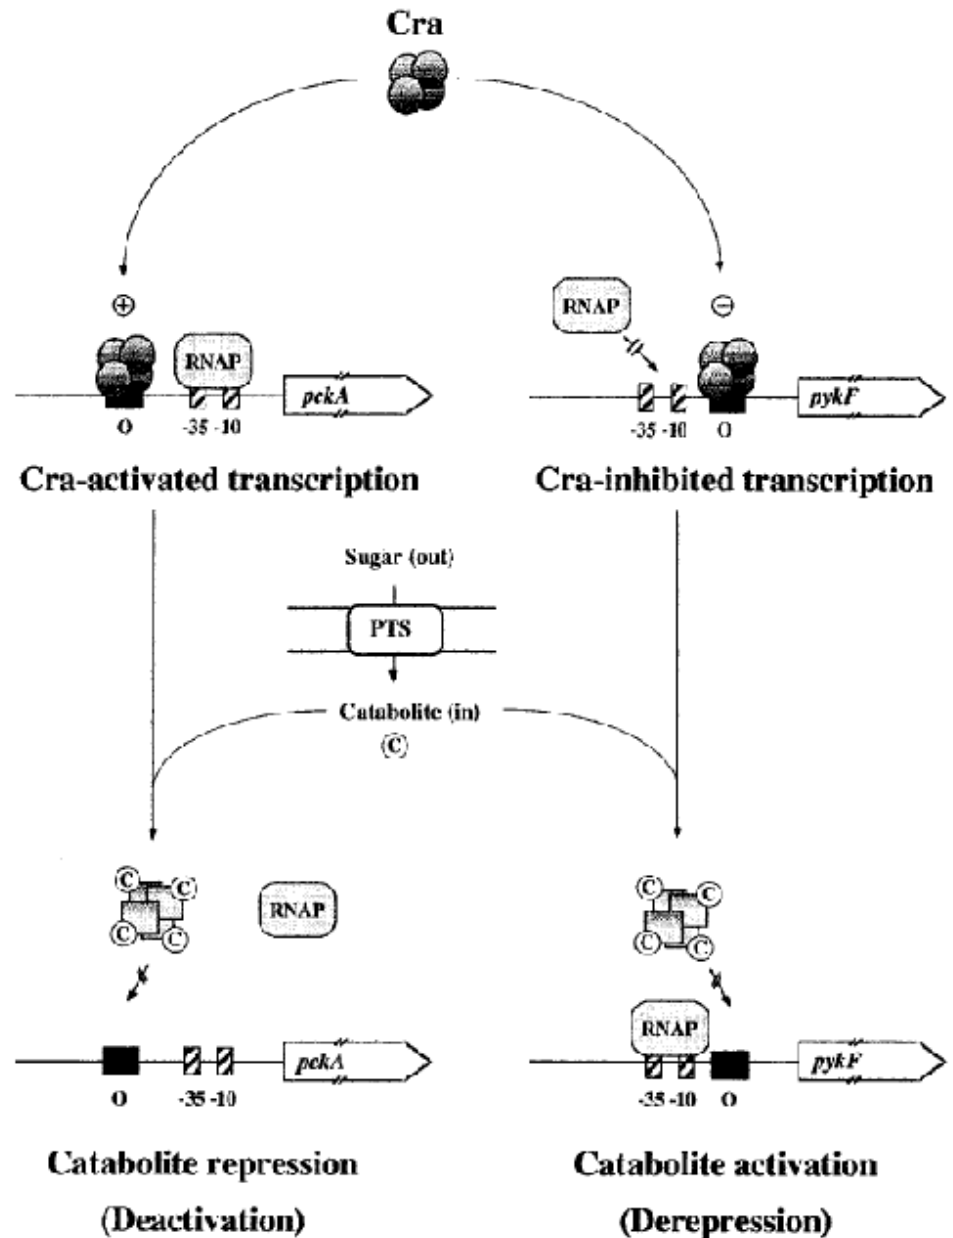 Cra
+
RNAP
RNAP
−
pckA
pykF
O
-35 -10
-35 -10
O
Cra-activated transcription
Cra-inhibited transcription
Sugar (out)
PTS
Catabolite (in)
C
C
C
C
C
RNAP
C
C
C
C
RNAP
pckA
pykF
O
-35 -10
-35 -10
O
Catabolite repression
(Deactivation)
Catabolite activation
(Derepression)